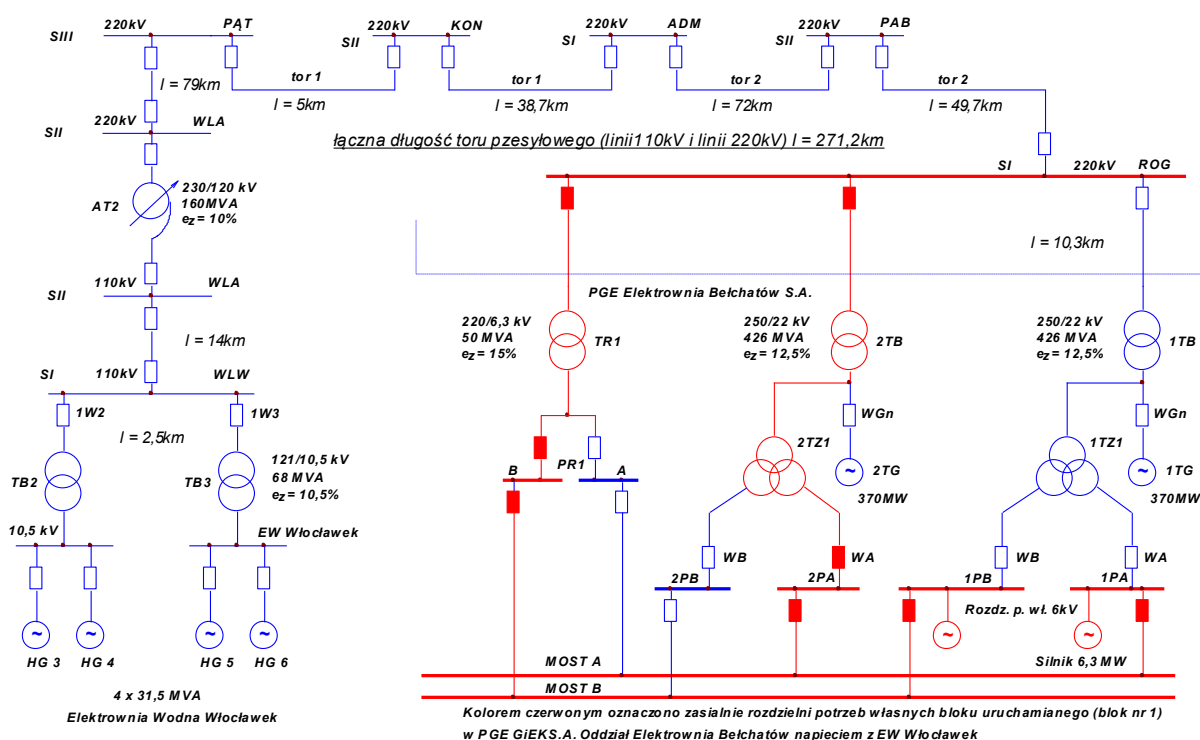 SIII 220kV PĄT
SII 220kV KON
SI 220kV ADM
SII 220kV PAB
tor 1
l = 5km
tor 1
l = 38,7km
tor 2
l = 72km
tor 2
l = 49,7km
l = 79km
SII 220kV WLA
łączna długość toru pzesyłowego (linii110kV i linii 220kV) l = 271,2km
SI 220kV ROG
AT2
230/120 kV
160MVA
ez = 10%
l = 10,3km
SII 110kV WLA
PGE Elektrownia Bełchatów S.A.
l = 14km
220/6,3 kV
50 MVA
ez = 15%
TR1
250/22 kV
426 MVA
ez = 12,5%
2TB
250/22 kV
426 MVA
ez = 12,5%
1TB
SI 110kV WLW
1W2
1W3
l = 2,5km
WGn
WGn
TB2
TB3
121/10,5 kV
68 MVA
ez = 10,5%
B PR1 A
2TZ1
2TG
370MW
1TZ1
1TG
370MW
10,5 kV
EW Włocławek
WB
WA
WB
WA
2PB
2PA
1PB
1PA
Rozdz. p. wł. 6kV
~ ~ ~ ~
HG 3 HG 4 HG 5 HG 6
Silnik 6,3 MW
MOST A
MOST B
4 x 31,5 MVA
Elektrownia Wodna Włocławek
Kolorem czerwonym oznaczono zasialnie rozdzielni potrzeb własnych bloku uruchamianego (blok nr 1)
w PGE GiEKS.A. Oddział Elektrownia Bełchatów napięciem z EW Włocławek